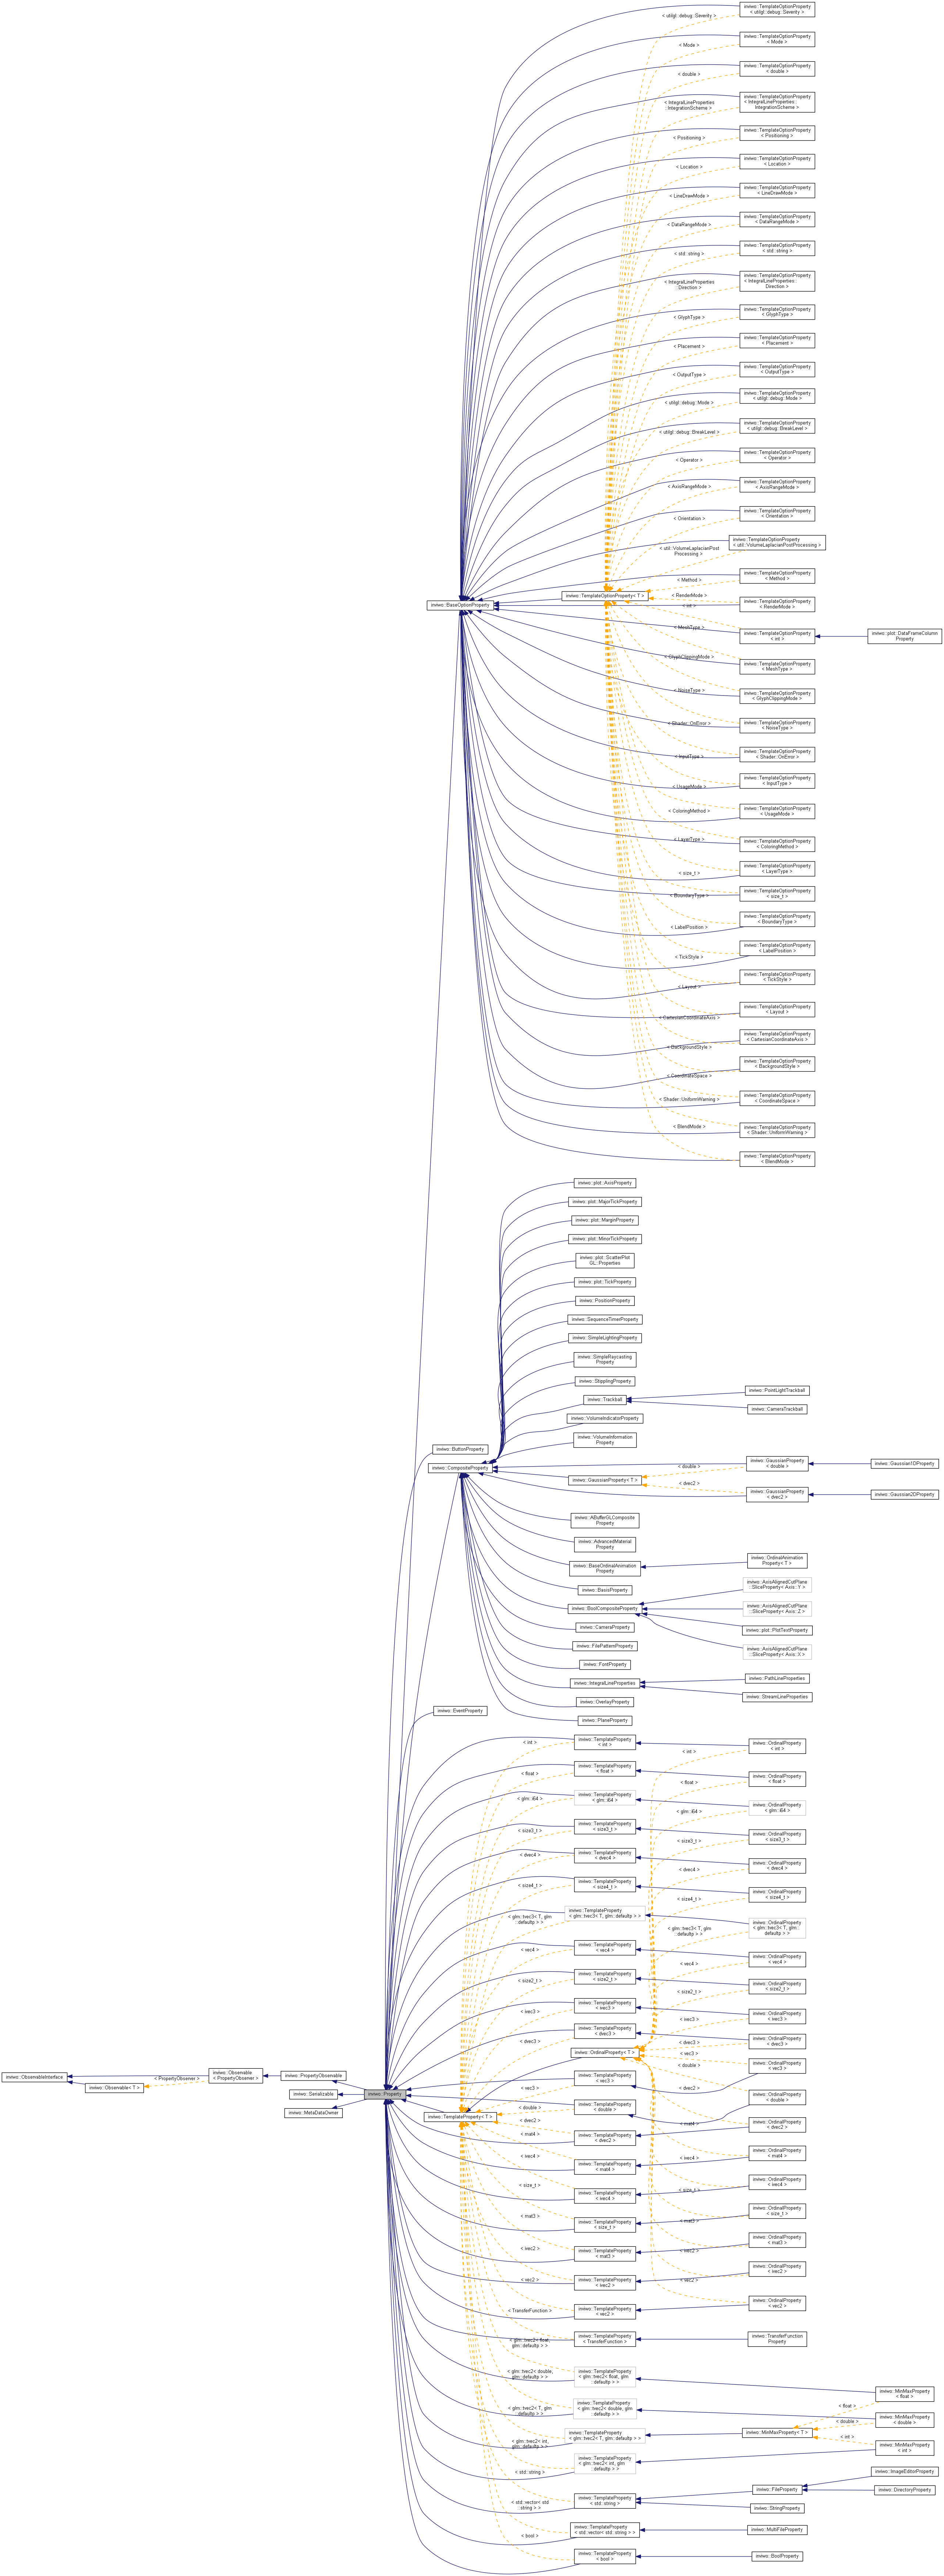 inviwo::TemplateOptionProperty
< utilgl::debug::Severity >
< utilgl::debug::Severity >
inviwo::TemplateOptionProperty
< Mode >
< Mode >
inviwo::TemplateOptionProperty
< double >
< double >
inviwo::TemplateOptionProperty
< IntegralLineProperties::
IntegrationScheme >
< IntegralLineProperties
::IntegrationScheme >
inviwo::TemplateOptionProperty
< Positioning >
< Positioning >
inviwo::TemplateOptionProperty
< Location >
< Location >
inviwo::TemplateOptionProperty
< LineDrawMode >
< LineDrawMode >
inviwo::TemplateOptionProperty
< DataRangeMode >
< DataRangeMode >
inviwo::TemplateOptionProperty
< std::string >
< std::string >
inviwo::TemplateOptionProperty
< IntegralLineProperties::
Direction >
< IntegralLineProperties
::Direction >
inviwo::TemplateOptionProperty
< GlyphType >
< GlyphType >
inviwo::TemplateOptionProperty
< Placement >
< Placement >
inviwo::TemplateOptionProperty
< OutputType >
< OutputType >
inviwo::TemplateOptionProperty
< utilgl::debug::Mode >
< utilgl::debug::Mode >
inviwo::TemplateOptionProperty
< utilgl::debug::BreakLevel >
< utilgl::debug::BreakLevel >
inviwo::TemplateOptionProperty
< Operator >
< Operator >
inviwo::TemplateOptionProperty
< AxisRangeMode >
< AxisRangeMode >
inviwo::TemplateOptionProperty
< Orientation >
< Orientation >
inviwo::TemplateOptionProperty
< util::VolumeLaplacianPostProcessing >
< util::VolumeLaplacianPost
Processing >
inviwo::TemplateOptionProperty
< Method >
< Method >
inviwo::BaseOptionProperty
inviwo::TemplateOptionProperty< T >
inviwo::TemplateOptionProperty
< RenderMode >
< RenderMode >
inviwo::TemplateOptionProperty
< int >
< int >
inviwo::plot::DataFrameColumn
Property
inviwo::TemplateOptionProperty
< MeshType >
< MeshType >
inviwo::TemplateOptionProperty
< GlyphClippingMode >
< GlyphClippingMode >
inviwo::TemplateOptionProperty
< NoiseType >
< NoiseType >
inviwo::TemplateOptionProperty
< Shader::OnError >
< Shader::OnError >
inviwo::TemplateOptionProperty
< InputType >
< InputType >
inviwo::TemplateOptionProperty
< UsageMode >
< UsageMode >
inviwo::TemplateOptionProperty
< ColoringMethod >
< ColoringMethod >
inviwo::TemplateOptionProperty
< LayerType >
< LayerType >
inviwo::TemplateOptionProperty
< size_t >
< size_t >
inviwo::TemplateOptionProperty
< BoundaryType >
< BoundaryType >
inviwo::TemplateOptionProperty
< LabelPosition >
< LabelPosition >
inviwo::TemplateOptionProperty
< TickStyle >
< TickStyle >
inviwo::TemplateOptionProperty
< Layout >
< Layout >
inviwo::TemplateOptionProperty
< CartesianCoordinateAxis >
< CartesianCoordinateAxis >
inviwo::TemplateOptionProperty
< BackgroundStyle >
< BackgroundStyle >
inviwo::TemplateOptionProperty
< CoordinateSpace >
< CoordinateSpace >
inviwo::TemplateOptionProperty
< Shader::UniformWarning >
< Shader::UniformWarning >
inviwo::TemplateOptionProperty
< BlendMode >
< BlendMode >
inviwo::plot::AxisProperty
inviwo::plot::MajorTickProperty
inviwo::plot::MarginProperty
inviwo::plot::MinorTickProperty
inviwo::plot::ScatterPlot
GL::Properties
inviwo::plot::TickProperty
inviwo::PositionProperty
inviwo::SequenceTimerProperty
inviwo::SimpleLightingProperty
inviwo::SimpleRaycasting
Property
inviwo::StipplingProperty
inviwo::Trackball
inviwo::PointLightTrackball
inviwo::CameraTrackball
inviwo::VolumeIndicatorProperty
inviwo::VolumeInformation
Property
inviwo::ButtonProperty
inviwo::CompositeProperty
inviwo::GaussianProperty< T >
< double >
< dvec2 >
inviwo::GaussianProperty
< double >
inviwo::Gaussian1DProperty
inviwo::GaussianProperty
< dvec2 >
inviwo::Gaussian2DProperty
inviwo::ABufferGLComposite
Property
inviwo::AdvancedMaterial
Property
inviwo::BaseOrdinalAnimation
Property
inviwo::OrdinalAnimation
Property< T >
inviwo::BasisProperty
inviwo::BoolCompositeProperty
inviwo::AxisAlignedCutPlane
::SliceProperty< Axis::Y >
inviwo::AxisAlignedCutPlane
::SliceProperty< Axis::Z >
inviwo::plot::PlotTextProperty
inviwo::AxisAlignedCutPlane
::SliceProperty< Axis::X >
inviwo::CameraProperty
inviwo::FilePatternProperty
inviwo::FontProperty
inviwo::IntegralLineProperties
inviwo::PathLineProperties
inviwo::StreamLineProperties
inviwo::OverlayProperty
inviwo::PlaneProperty
inviwo::EventProperty
inviwo::TemplateProperty
< int >
< int >
inviwo::OrdinalProperty
< int >
< int >
inviwo::TemplateProperty
< float >
< float >
inviwo::OrdinalProperty
< float >
< float >
inviwo::TemplateProperty
< glm::i64 >
< glm::i64 >
inviwo::OrdinalProperty
< glm::i64 >
< glm::i64 >
inviwo::TemplateProperty
< size3_t >
< size3_t >
inviwo::OrdinalProperty
< size3_t >
< size3_t >
inviwo::TemplateProperty
< dvec4 >
< dvec4 >
inviwo::OrdinalProperty
< dvec4 >
< dvec4 >
inviwo::TemplateProperty
< size4_t >
< size4_t >
inviwo::OrdinalProperty
< size4_t >
< size4_t >
inviwo::TemplateProperty
< glm::tvec3< T, glm::defaultp > >
< glm::tvec3< T, glm
::defaultp > >
inviwo::OrdinalProperty
< glm::tvec3< T, glm::
defaultp > >
< glm::tvec3< T, glm
::defaultp > >
inviwo::TemplateProperty
< vec4 >
< vec4 >
inviwo::OrdinalProperty
< vec4 >
< vec4 >
inviwo::TemplateProperty
< size2_t >
< size2_t >
inviwo::OrdinalProperty
< size2_t >
< size2_t >
inviwo::TemplateProperty
< ivec3 >
< ivec3 >
inviwo::OrdinalProperty
< ivec3 >
< ivec3 >
inviwo::TemplateProperty
< dvec3 >
< dvec3 >
inviwo::OrdinalProperty
< dvec3 >
< dvec3 >
inviwo::OrdinalProperty< T >
inviwo::ObservableInterface
inviwo::Observable< T >
< PropertyObserver >
inviwo::Observable
< PropertyObserver >
inviwo::PropertyObservable
inviwo::Serializable
inviwo::MetaDataOwner
inviwo::Property
inviwo::TemplateProperty< T >
inviwo::TemplateProperty
< vec3 >
< vec3 >
inviwo::OrdinalProperty
< vec3 >
< vec3 >
inviwo::TemplateProperty
< double >
< double >
inviwo::OrdinalProperty
< double >
< double >
inviwo::TemplateProperty
< dvec2 >
< dvec2 >
inviwo::OrdinalProperty
< dvec2 >
< dvec2 >
inviwo::TemplateProperty
< mat4 >
< mat4 >
inviwo::OrdinalProperty
< mat4 >
< mat4 >
inviwo::TemplateProperty
< ivec4 >
< ivec4 >
inviwo::OrdinalProperty
< ivec4 >
< ivec4 >
inviwo::TemplateProperty
< size_t >
< size_t >
inviwo::OrdinalProperty
< size_t >
< size_t >
inviwo::TemplateProperty
< mat3 >
< mat3 >
inviwo::OrdinalProperty
< mat3 >
< mat3 >
inviwo::TemplateProperty
< ivec2 >
< ivec2 >
inviwo::OrdinalProperty
< ivec2 >
< ivec2 >
inviwo::TemplateProperty
< vec2 >
< vec2 >
inviwo::OrdinalProperty
< vec2 >
< vec2 >
inviwo::TemplateProperty
< TransferFunction >
< TransferFunction >
inviwo::TransferFunction
Property
inviwo::TemplateProperty
< glm::tvec2< float, glm
::defaultp > >
< glm::tvec2< float,
glm::defaultp > >
inviwo::MinMaxProperty
< float >
< float >
inviwo::TemplateProperty
< glm::tvec2< double, glm
::defaultp > >
< glm::tvec2< double,
glm::defaultp > >
inviwo::MinMaxProperty
< double >
< double >
inviwo::TemplateProperty
< glm::tvec2< T, glm::defaultp > >
< glm::tvec2< T, glm
::defaultp > >
inviwo::MinMaxProperty< T >
< int >
inviwo::MinMaxProperty
< int >
inviwo::TemplateProperty
< glm::tvec2< int, glm
::defaultp > >
< glm::tvec2< int,
glm::defaultp > >
inviwo::TemplateProperty
< std::string >
< std::string >
inviwo::FileProperty
inviwo::ImageEditorProperty
inviwo::DirectoryProperty
inviwo::StringProperty
inviwo::TemplateProperty
< std::vector< std::string > >
< std::vector< std
::string > >
inviwo::MultiFileProperty
inviwo::TemplateProperty
< bool >
< bool >
inviwo::BoolProperty